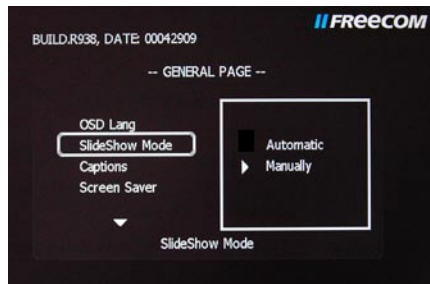 FREECOM
BUILD.R938, DATE 00042909
-- GENERAL PAGE --
OSD Lang
SlideShow Mode
Captions
Screen Saver
Automatic
Manually
SlideShow Mode